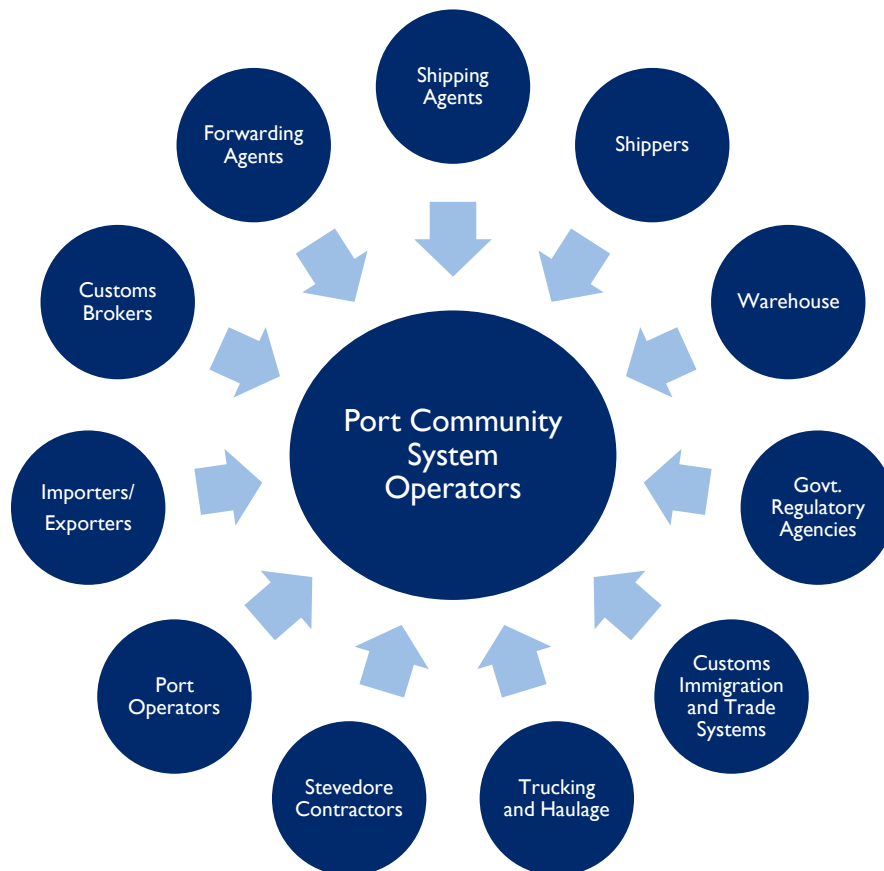 Shipping
Agents
Shippers
Warehouse
Govt.
Regulatory
Agencies
Customs
Immigration
and Trade
Systems
Trucking
and Haulage
Stevedore
Contractors
Port
Operators
Importers/
Exporters
Customs
Brokers
Forwarding
Agents
Port Community
System
Operators